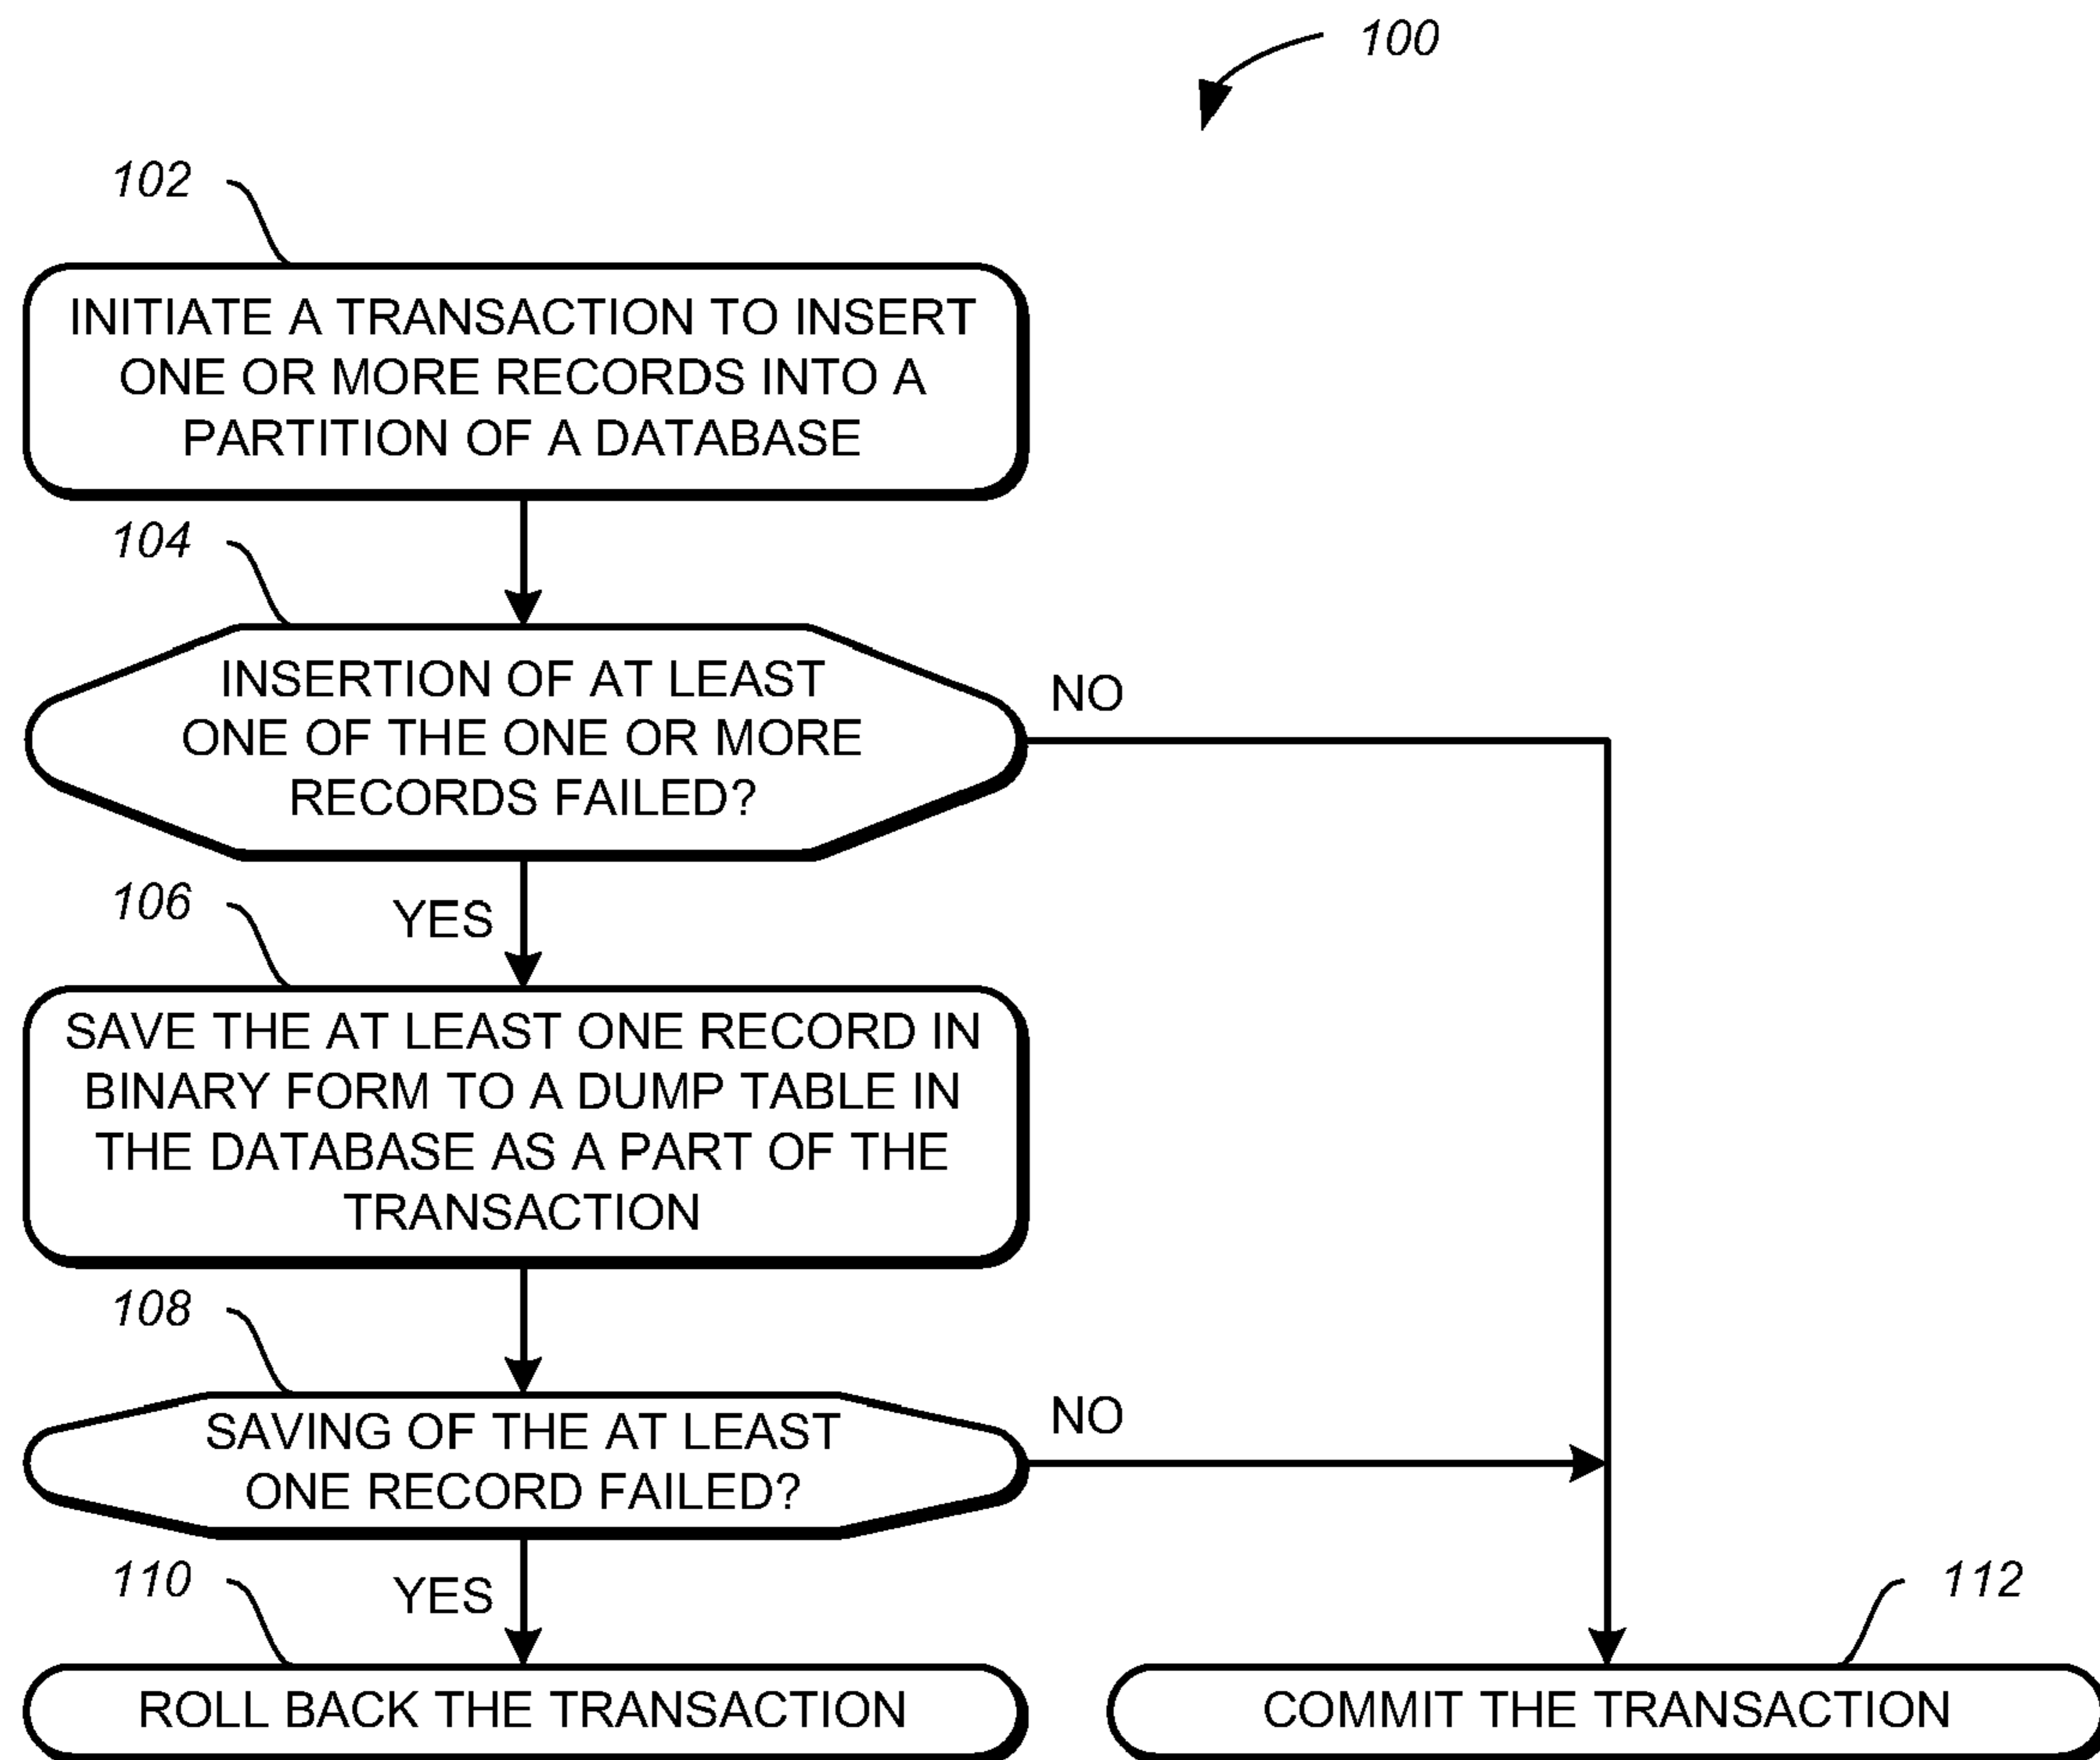 100
102
INITIATE A TRANSACTION TO INSERT
ONE OR MORE RECORDS INTO A
PARTITION OF A DATABASE
104
INSERTION OF AT LEAST
ONE OF THE ONE OR MORE
RECORDS FAILED?
NO
106
YES
SAVE THE AT LEAST ONE RECORD IN
BINARY FORM TO A DUMP TABLE IN
THE DATABASE AS A PART OF THE
TRANSACTION
108
SAVING OF THE AT LEAST
ONE RECORD FAILED?
NO
110
YES
112
ROLL BACK THE TRANSACTION
COMMIT THE TRANSACTION